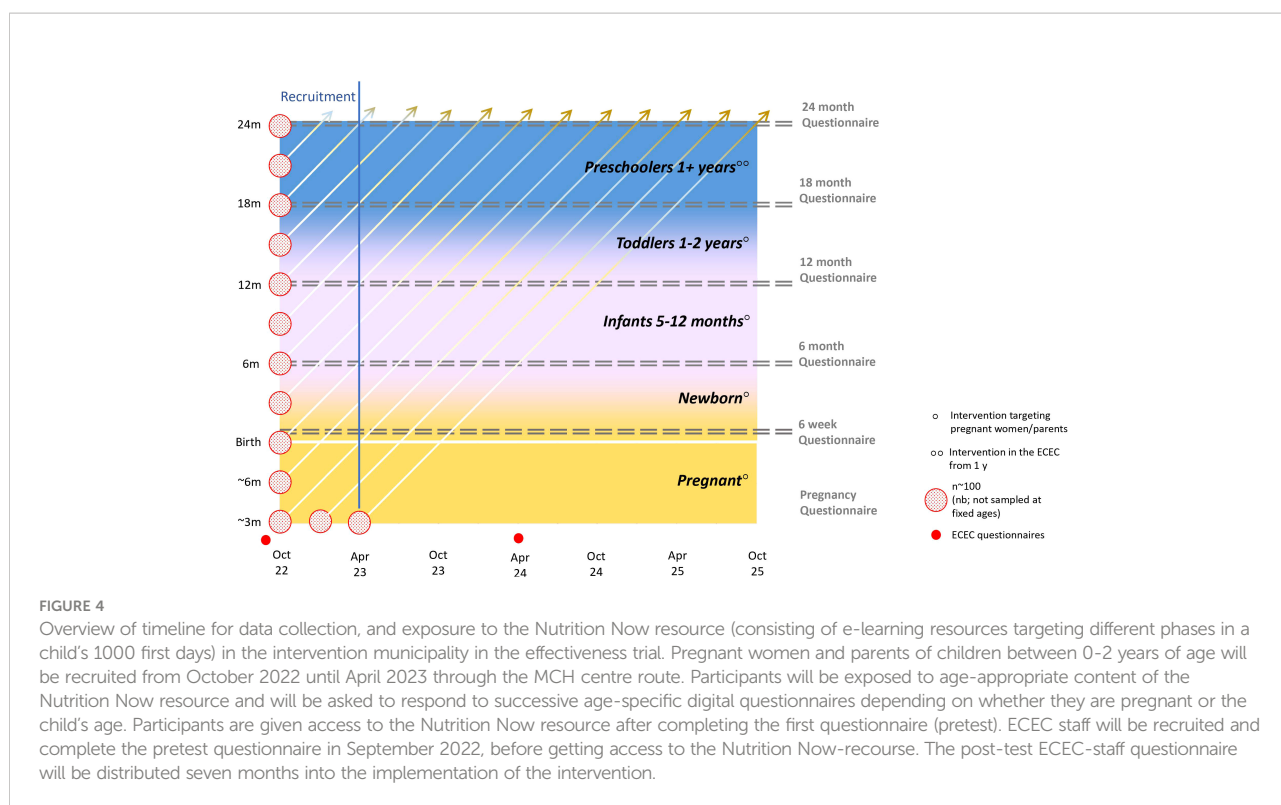 Recruitment
24m
24 month
Questionnaire
Preschoolers 1+ years°°
18m
18 month
Questionnaire
Toddlers 1-2 years°
12m
12 month
Questionnaire
Infants 5-12 months°
6m
6 month
Questionnaire
Newborn°
Birth
6 week
Questionnaire
~6m
Pregnant°
Pregnancy
Questionnaire
~3m
Oct
22
Apr
23
Oct
23
Apr
24
Oct
24
Apr
25
Oct
25
° Intervention targeting
pregnant women/parents
°° Intervention in the ECEC
from 1 y
n~100
(nb; not sampled at
fixed ages)
ECEC questionnaires
FIGURE 4
Overview of timeline for data collection, and exposure to the Nutrition Now resource (consisting of e-learning resources targeting different phases in a
child's 1000 first days) in the intervention municipality in the effectiveness trial. Pregnant women and parents of children between 0-2 years of age will
be recruited from October 2022 until April 2023 through the MCH centre route. Participants will be exposed to age-appropriate content of the
Nutrition Now resource and will be asked to respond to successive age-specific digital questionnaires depending on whether they are pregnant or the
child's age. Participants are given access to the Nutrition Now resource after completing the first questionnaire (pretest). ECEC staff will be recruited and
complete the pretest questionnaire in September 2022, before getting access to the Nutrition Now-recourse. The post-test ECEC-staff questionnaire
will be distributed seven months into the implementation of the intervention.